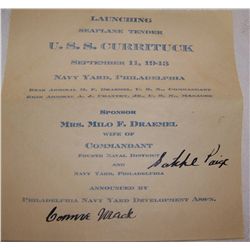 LAUNCHING
SEAPLANE TENDER
U. S. S. CURRITUCK
SEPTEMBER 11, 1943
NAVY YARD, PHILADELPHIA
REAR ADMIRAL M. F. DRAEMEL, U. S. N., COMMANDANT
REAR ADMIRAL A. J. CHANTRY, JR., U. S. N., MANAGER
SPONSOR
MRS. MILO F. DRAEMEL
WIFE OF
COMMANDANT
FOURTH NAVAL DISTRICT
AND
NAVY YARD, PHILADELPHIA
Satchel Paige
ANNOUNCED BY
PHILADELPHIA NAVY YARD DEVELOPMENT ASSN.
Connie Mack